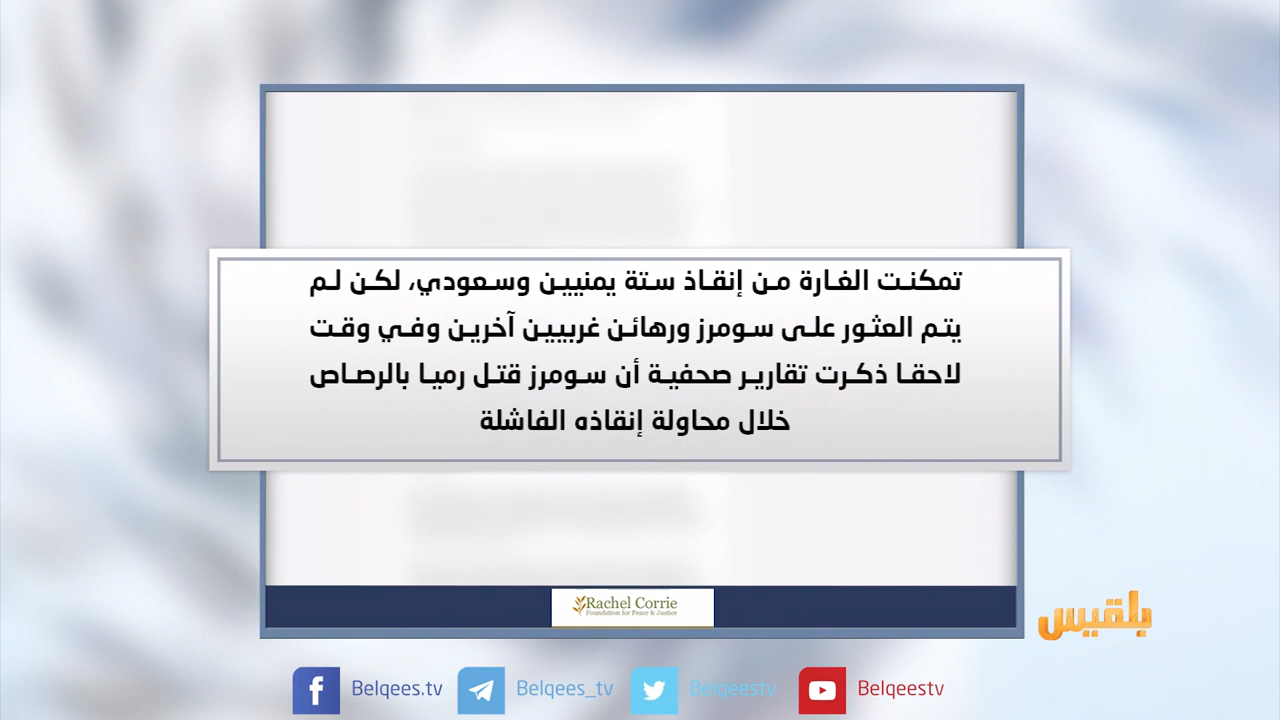 تمكنت الغارة من إنقاذ ستة يمنيين وسعودي، لكن لم
يتم العثور على سومرز ورهائن غربيين آخرين وفي وقت
لاحقا ذكرت تقارير صحفية أن سومرز قتل رميا بالرصاص
خلال محاولة إنقاذه الفاشلة
Rachel Corrie
Foundation for Peace & Justice
بلقيس
Belqees.tv
Belqees_tv
Belqeestv
Belqeestv